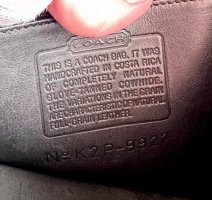 COACH
THIS IS A COACH BAG. IT WAS
HANDCRAFTED IN COSTA RICA
OF COMPLETELY NATURAL
GLOVE-TANNED COWHIDE.
THE VARIATIONS IN THE GRAIN
ARE CHARACTERISTIC OF NATURAL
FULL-GRAIN LEATHER.
No K2P-9927